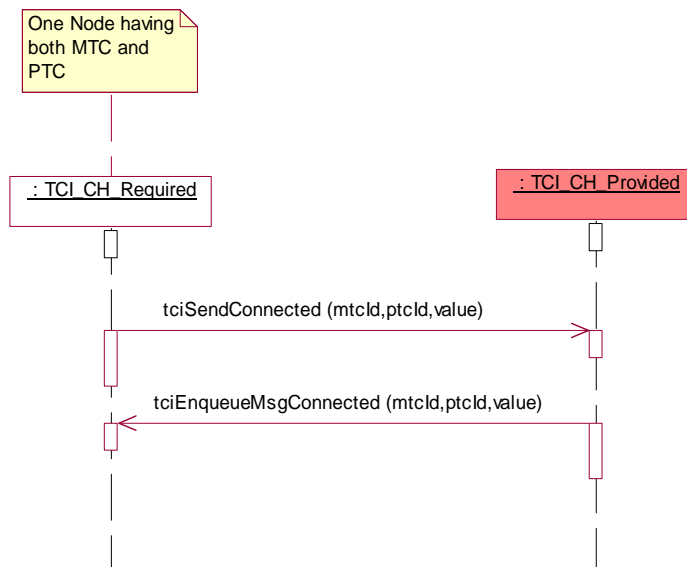 One Node having
both MTC and
PTC
: TCI_CH_Required
: TCI_CH_Provided
tciSendConnected (mtcId,ptcId,value)
tciEnqueueMsgConnected (mtcId,ptcId,value)